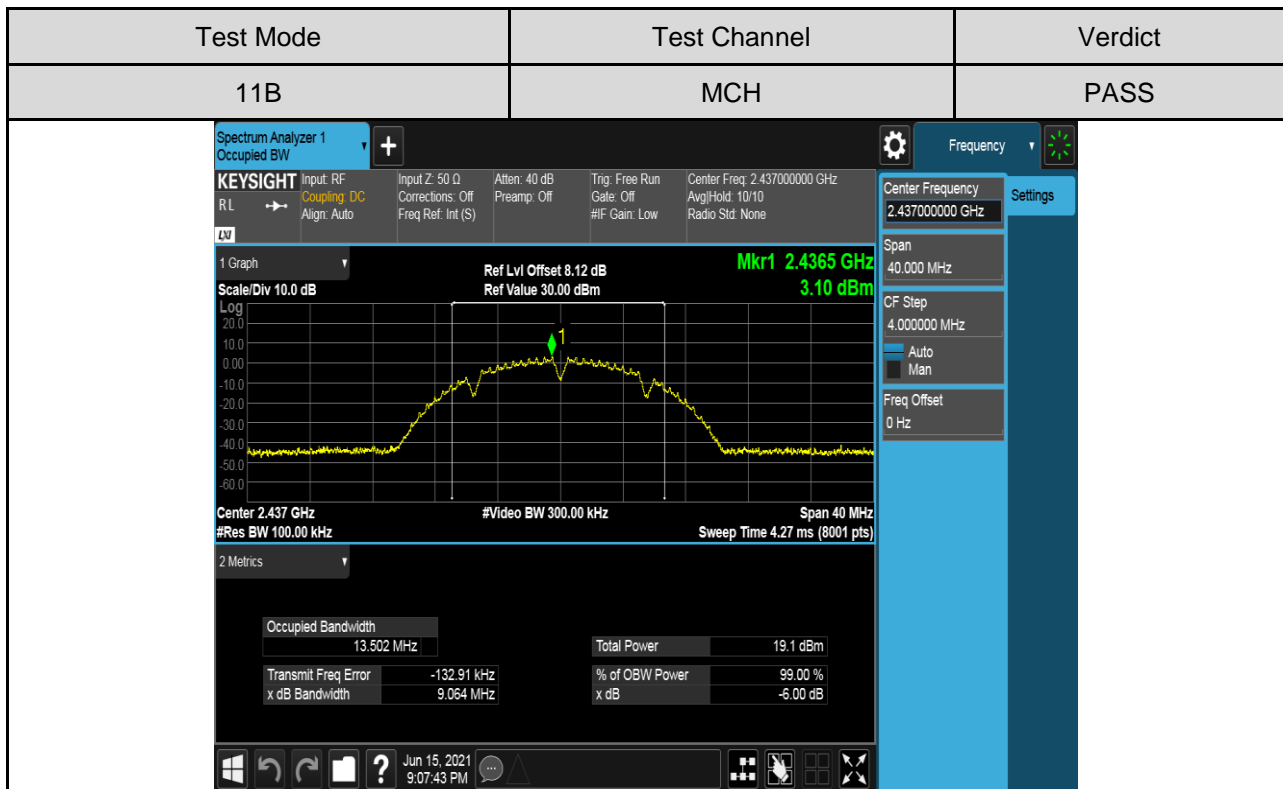 Test Mode Test Channel Verdict
11B MCH PASS
Spectrum Analyzer 1
Occupied BW
+
Frequency
KEYSIGHT
RL
LXI
Input: RF
Coupling: DC
Align: Auto
Input Z: 50 Ω
Corrections: Off
Freq Ref: Int (S)
Atten: 40 dB
Preamp: Off
Trig: Free Run
Gate: Off
#IF Gain: Low
Center Freq: 2.437000000 GHz
Avg|Hold: 10/10
Radio Std: None
Center Frequency
2.437000000 GHz
Settings
Span
40.000 MHz
CF Step
4.000000 MHz
Auto
Man
Freq Offset
0 Hz
1 Graph
Scale/Div 10.0 dB
Ref Lvl Offset 8.12 dB
Ref Value 30.00 dBm
Mkr1 2.4365 GHz
3.10 dBm
Log
20.0
10.0
0.00
-10.0
-20.0
-30.0
-40.0
-50.0
-60.0
1
Center 2.437 GHz
#Res BW 100.00 kHz
#Video BW 300.00 kHz
Span 40 MHz
Sweep Time 4.27 ms (8001 pts)
2 Metrics
Occupied Bandwidth
13.502 MHz
Total Power 19.1 dBm
Transmit Freq Error -132.91 kHz
% of OBW Power 99.00 %
x dB Bandwidth 9.064 MHz
x dB -6.00 dB
?
Jun 15, 2021
9:07:43 PM